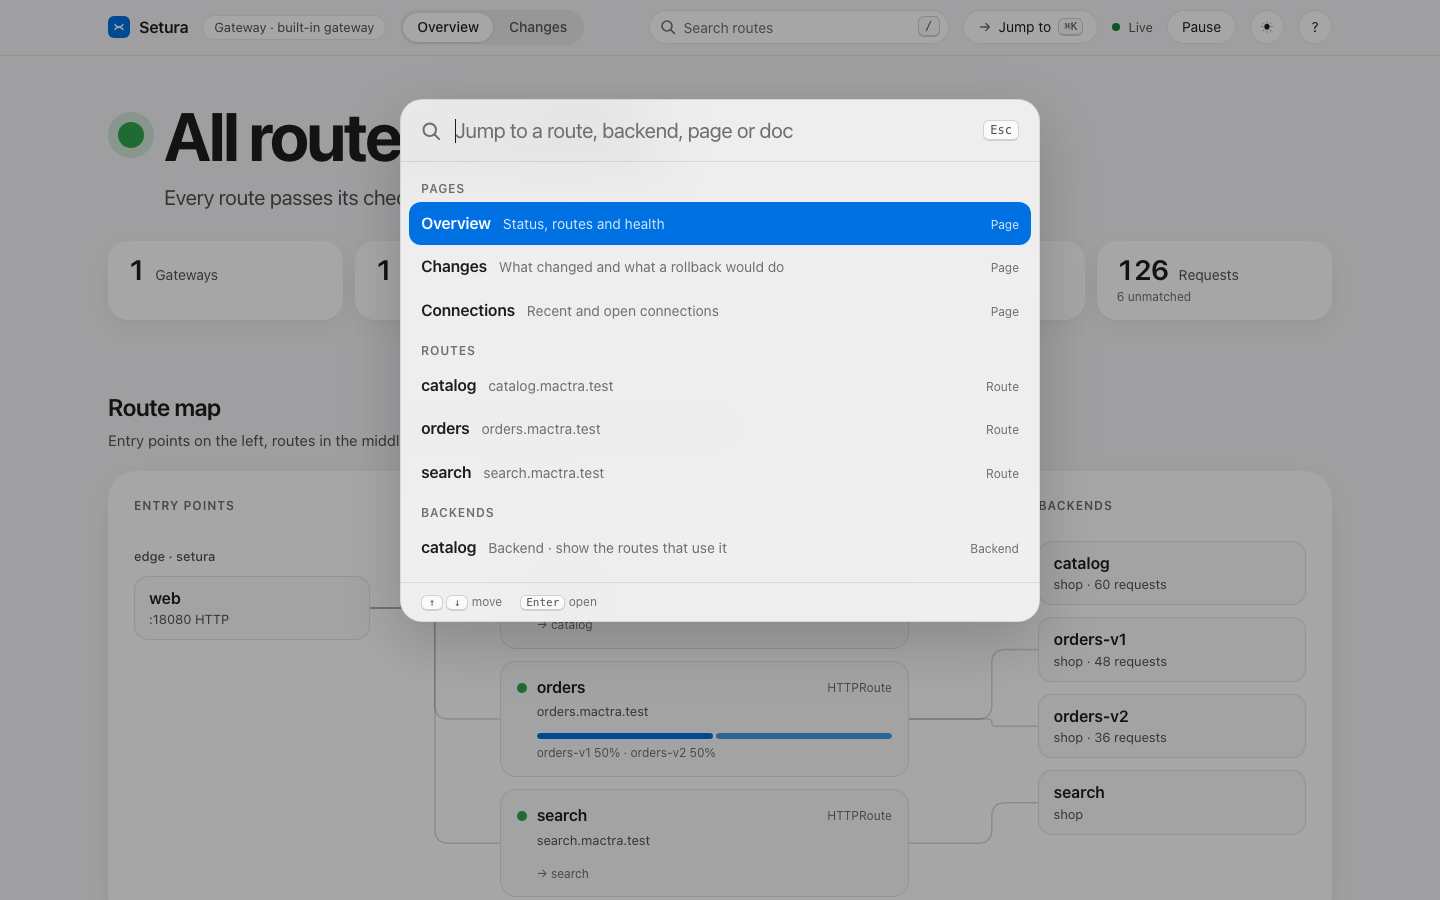 Setura
Gateway · built-in gateway
Overview
Changes
Search routes
/
→ Jump to ⌘K
Live
Pause
?
All route
Every route passes its chec
1 Gateways
1
126 Requests
6 unmatched
Jump to a route, backend, page or doc
Esc
PAGES
Overview Status, routes and health Page
Changes What changed and what a rollback would do Page
Connections Recent and open connections Page
ROUTES
catalog catalog.mactra.test Route
orders orders.mactra.test Route
search search.mactra.test Route
BACKENDS
catalog Backend · show the routes that use it Backend
↑ ↓ move Enter open
Route map
Entry points on the left, routes in the middl
ENTRY POINTS
edge · setura
web
:18080 HTTP
→ catalog
orders HTTPRoute
orders.mactra.test
orders-v1 50% · orders-v2 50%
search HTTPRoute
search.mactra.test
→ search
BACKENDS
catalog
shop · 60 requests
orders-v1
shop · 48 requests
orders-v2
shop · 36 requests
search
shop